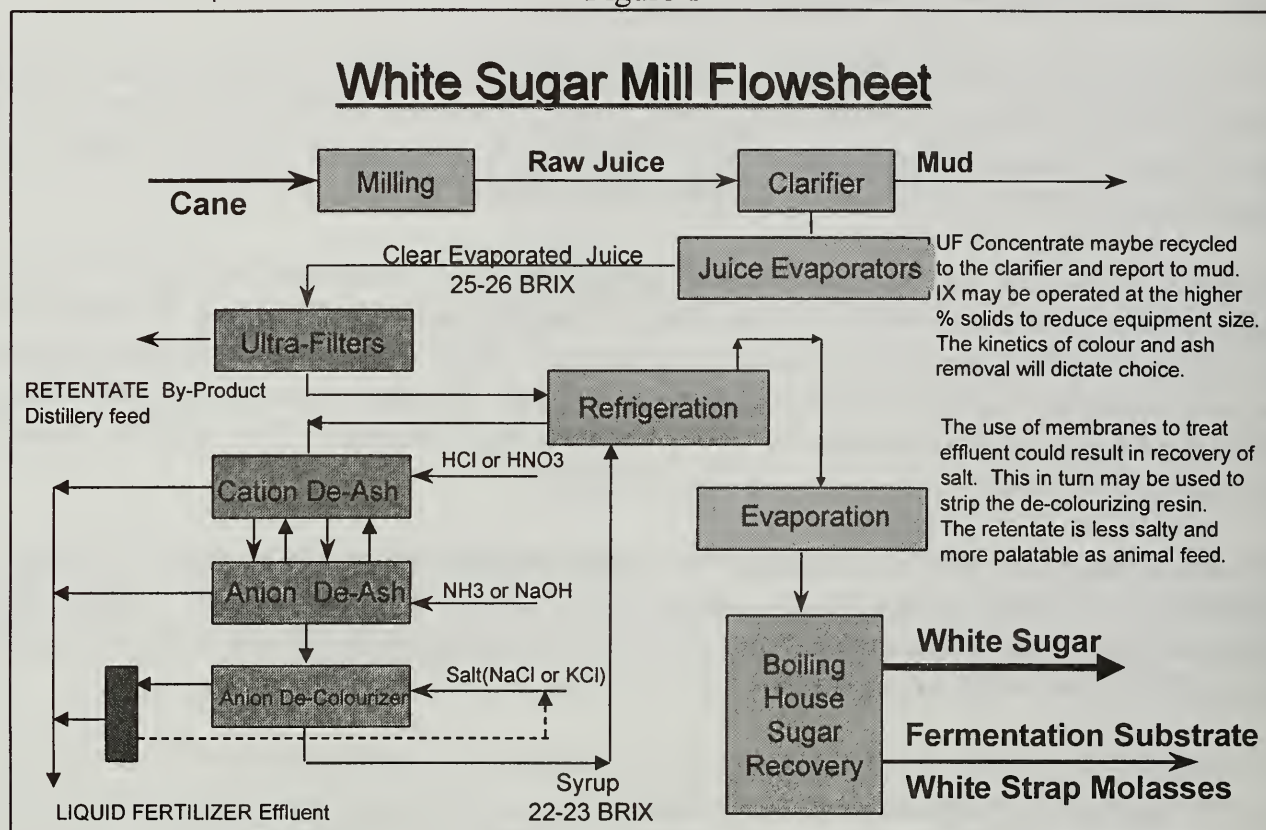 White Sugar Mill Flowsheet
Cane
Milling
Raw Juice
Clarifier
Mud
Clear Evaporated Juice
25-26 BRIX
Juice Evaporators
UF Concentrate maybe recycled
to the clarifier and report to mud.
IX may be operated at the higher
% solids to reduce equipment size.
The kinetics of colour and ash
removal will dictate choice.
Ultra-Filters
RETENTATE By-Product
Distillery feed
Refrigeration
HCl or HNO3
Cation De-Ash
The use of membranes to treat
effluent could result in recovery of
salt. This in turn may be used to
strip the de-colourizing resin.
The retentate is less salty and
more palatable as animal feed.
Evaporation
Anion De-Ash
NH3 or NaOH
Anion De-Colourizer
Salt(NaCl or KCl)
Boiling
House
Sugar
Recovery
White Sugar
Fermentation Substrate
White Strap Molasses
Syrup
22-23 BRIX
LIQUID FERTILIZER Effluent